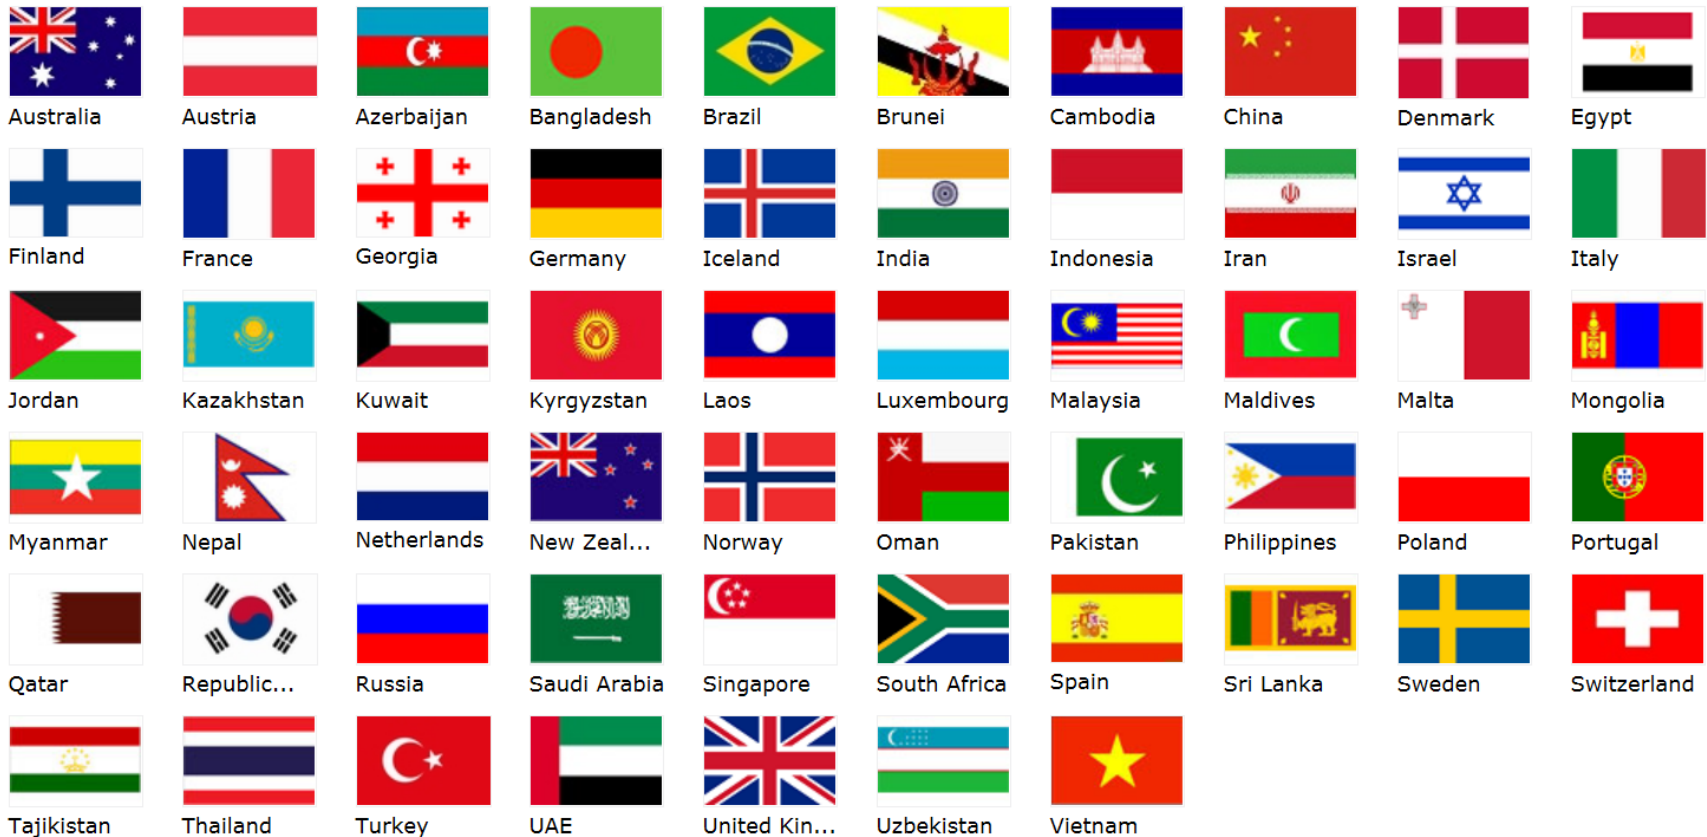 Australia Austria Azerbaijan Bangladesh Brazil Brunei Cambodia China Denmark Egypt
Finland France Georgia Germany Iceland India Indonesia Iran Israel Italy
Jordan Kazakhstan Kuwait Kyrgyzstan Laos Luxembourg Malaysia Maldives Malta Mongolia
Myanmar Nepal Netherlands New Zeal... Norway Oman Pakistan Philippines Poland Portugal
Qatar Republic... Russia Saudi Arabia Singapore South Africa Spain Sri Lanka Sweden Switzerland
Tajikistan Thailand Turkey UAE United Kin... Uzbekistan Vietnam